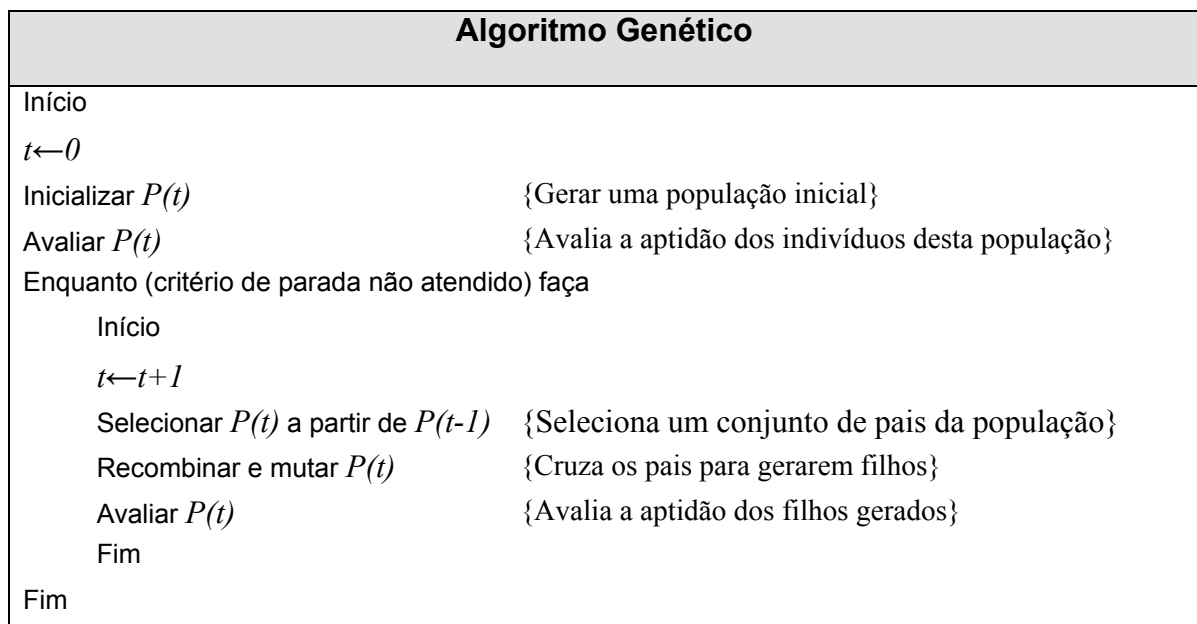 Algoritmo Genético
Início
t←0
Inicializar P(t) {Gerar uma população inicial}
Avaliar P(t) {Avalia a aptidão dos indivíduos desta população}
Enquanto (critério de parada não atendido) faça
Início
t←t+1
Selecionar P(t) a partir de P(t-1) {Seleciona um conjunto de pais da população}
Recombinar e mutar P(t) {Cruza os pais para gerarem filhos}
Avaliar P(t) {Avalia a aptidão dos filhos gerados}
Fim
Fim